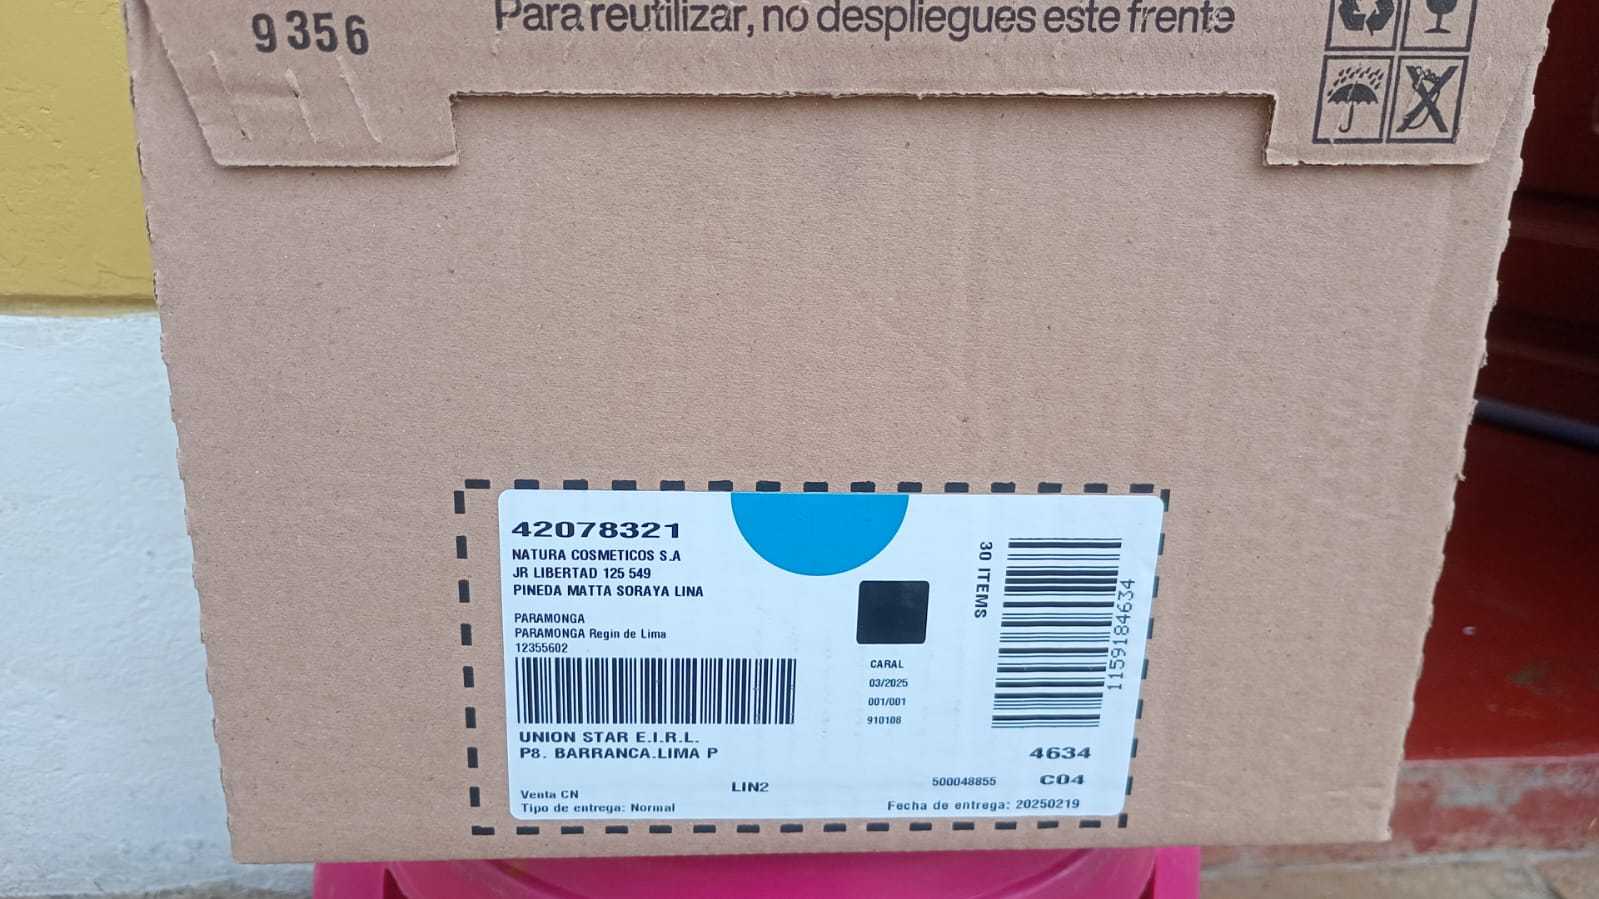 9356
Para reutilizar, no despliegues este frente
42078321
NATURA COSMETICOS S.A
JR LIBERTAD 125 549
PINEDA MATTA SORAYA LINA
PARAMONGA
PARAMONGA Regin de Lima
12355602
UNION STAR E.I.R.L.
P8. BARRANCA.LIMA P
LIN2
Venta CN
Tipo de entrega: Normal
CARAL
03/2025
001/001
910108
30 ITEMS
1159184634
4634
500048855
C04
Fecha de entrega: 20250219